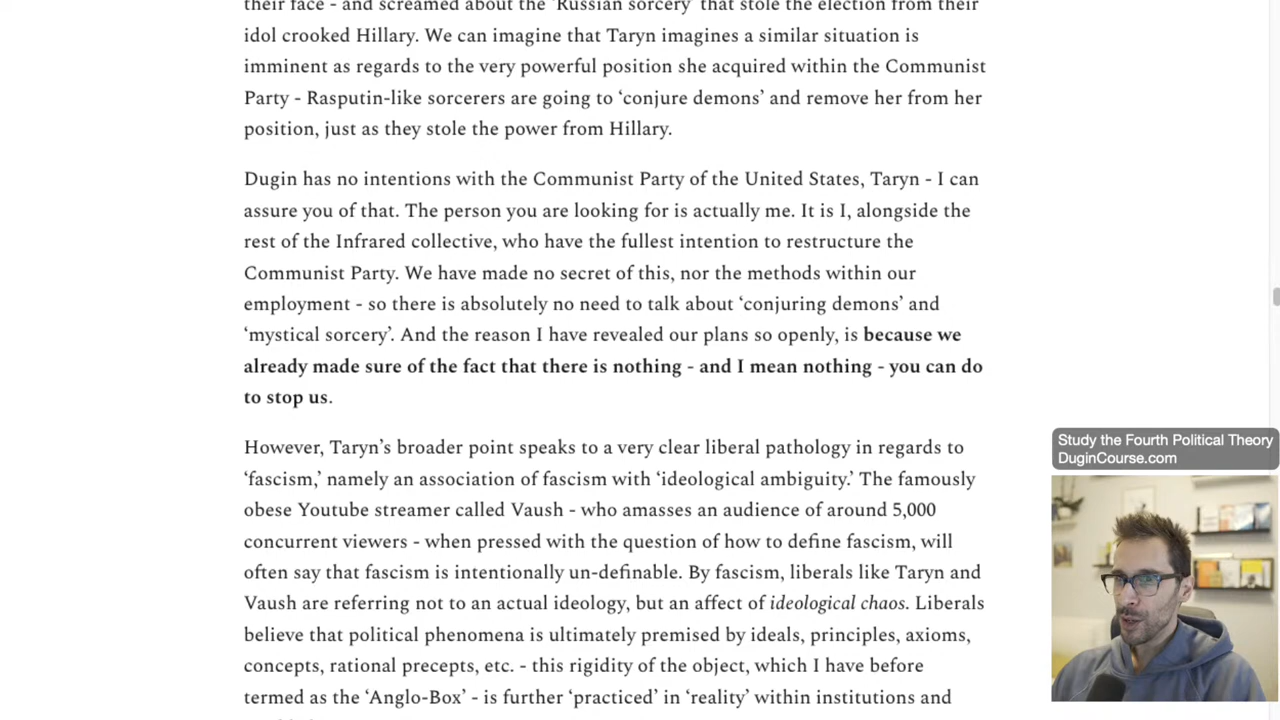 their face - and screamed about the ‘Russian sorcery’ that stole the election from their
idol crooked Hillary. We can imagine that Taryn imagines a similar situation is
imminent as regards to the very powerful position she acquired within the Communist
Party - Rasputin-like sorcerers are going to ‘conjure demons’ and remove her from her
position, just as they stole the power from Hillary.
Dugin has no intentions with the Communist Party of the United States, Taryn - I can
assure you of that. The person you are looking for is actually me. It is I, alongside the
rest of the Infrared collective, who have the fullest intention to restructure the
Communist Party. We have made no secret of this, nor the methods within our
employment - so there is absolutely no need to talk about ‘conjuring demons’ and
‘mystical sorcery’. And the reason I have revealed our plans so openly, is because we
already made sure of the fact that there is nothing - and I mean nothing - you can do
to stop us.
However, Taryn’s broader point speaks to a very clear liberal pathology in regards to
‘fascism,’ namely an association of fascism with ‘ideological ambiguity.’ The famously
obese Youtube streamer called Vaush - who amasses an audience of around 5,000
concurrent viewers - when pressed with the question of how to define fascism, will
often say that fascism is intentionally un-definable. By fascism, liberals like Taryn and
Vaush are referring not to an actual ideology, but an affect of ideological chaos. Liberals
believe that political phenomena is ultimately premised by ideals, principles, axioms,
concepts, rational precepts, etc. - this rigidity of the object, which I have before
termed as the ‘Anglo-Box’ - is further ‘practiced’ in ‘reality’ within institutions and
Study the Fourth Political Theory
DuginCourse.com